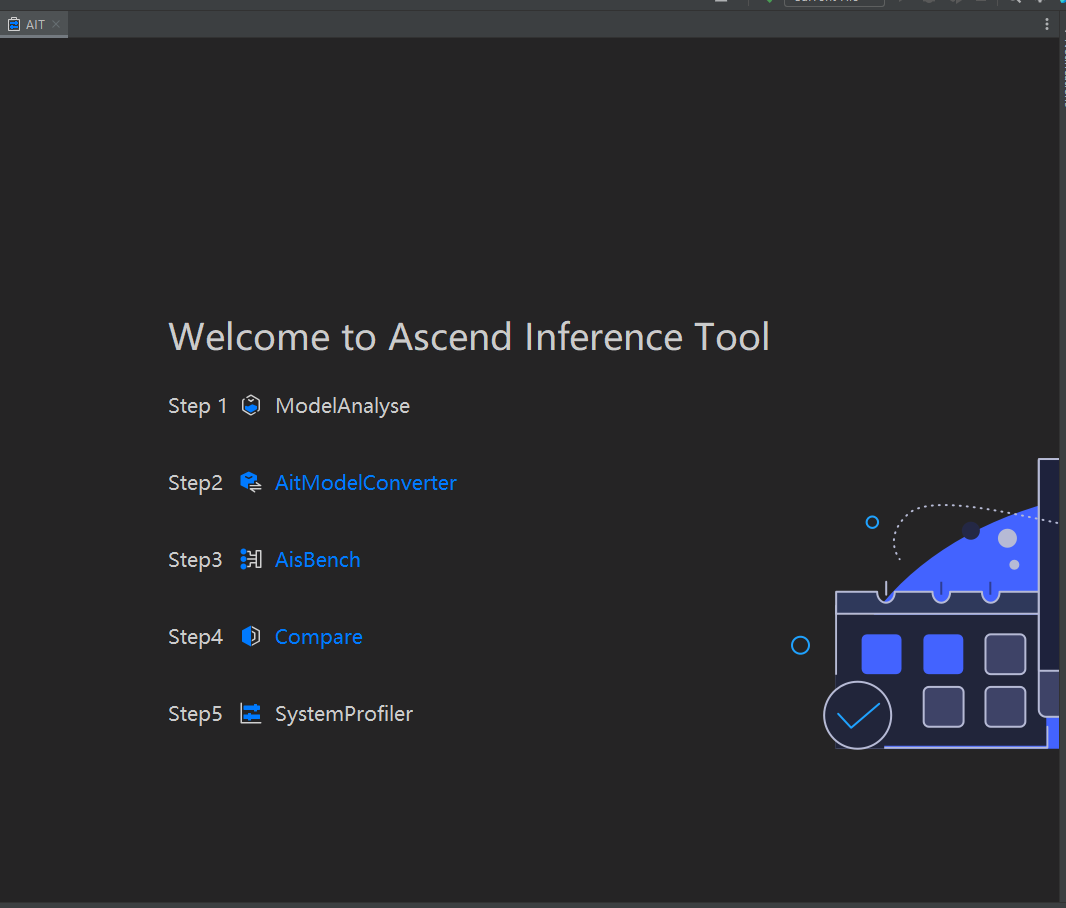 AIT
Welcome to Ascend Inference Tool
Step 1 ModelAnalyse
Step2 AitModelConverter
Step3 AisBench
Step4 Compare
Step5 SystemProfiler